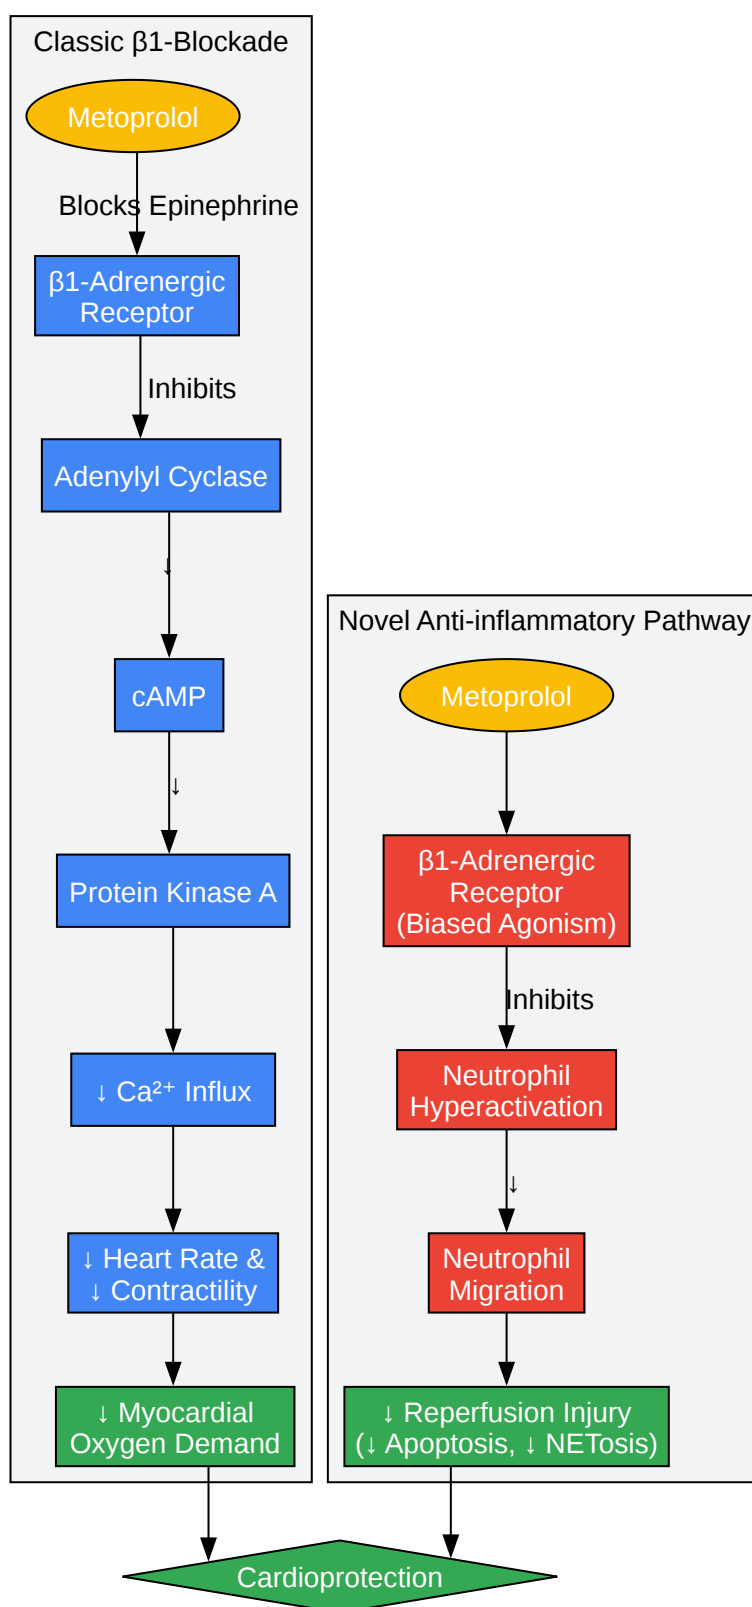 Classic β1-Blockade
Metoprolol
Blocks Epinephrine
β1-Adrenergic
Receptor
Inhibits
Adenylyl Cyclase
↓
cAMP
↓
Protein Kinase A
↓ Ca²⁺ Influx
↓ Heart Rate &
↓ Contractility
↓ Myocardial
Oxygen Demand
Novel Anti-inflammatory Pathway
Metoprolol
β1-Adrenergic
Receptor
(Biased Agonism)
Inhibits
Neutrophil
Hyperactivation
↓
Neutrophil
Migration
↓ Reperfusion Injury
(↓ Apoptosis, ↓ NETosis)
Cardioprotection